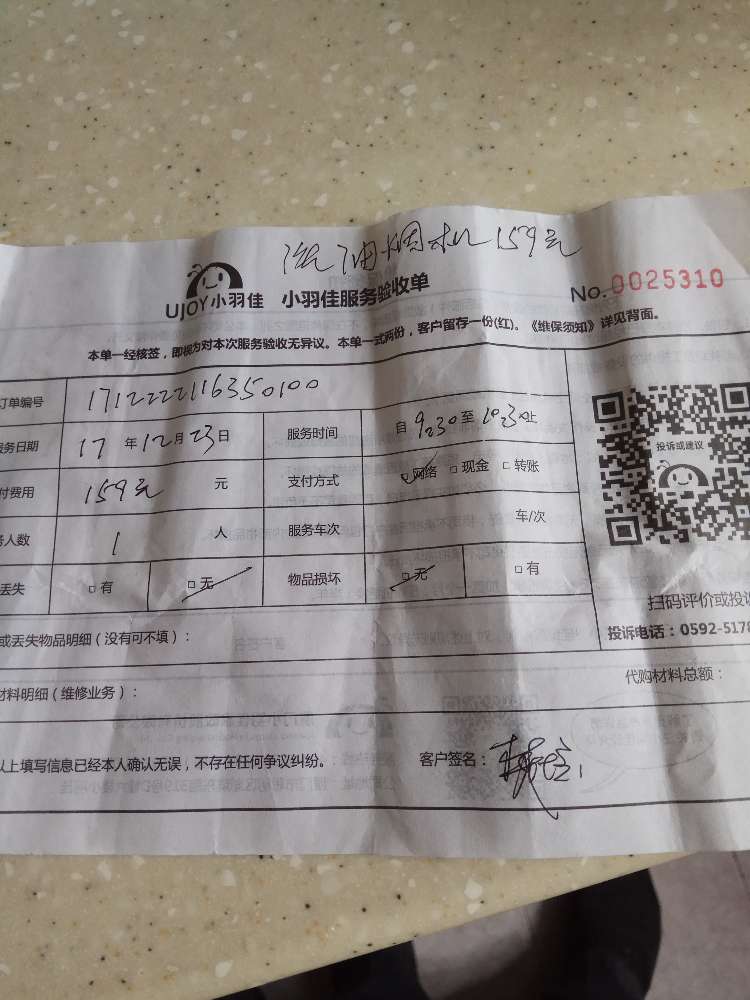 油烟机159元
UJOY小羽佳 小羽佳服务验收单
No.0025310
本单一经核签，即视为对本次服务验收无异议。本单一式两份，客户留存一份(红)。《维保须知》详见背面。
订单编号 1712222116350100
服务日期 17年12月23日 服务时间 自9:30至10:30止
付费用 159元 元 支付方式 网络 □现金 □转账
务人数 1 人 服务车次 车/次
丢失 □有 □无 物品损坏 □无 □有
投诉或建议
扫码评价或投诉
投诉电话：0592-5178
或丢失物品明细（没有可不填）：
代购材料总额：
材料明细（维修业务）：
以上填写信息已经本人确认无误，不存在任何争议纠纷。 客户签名：